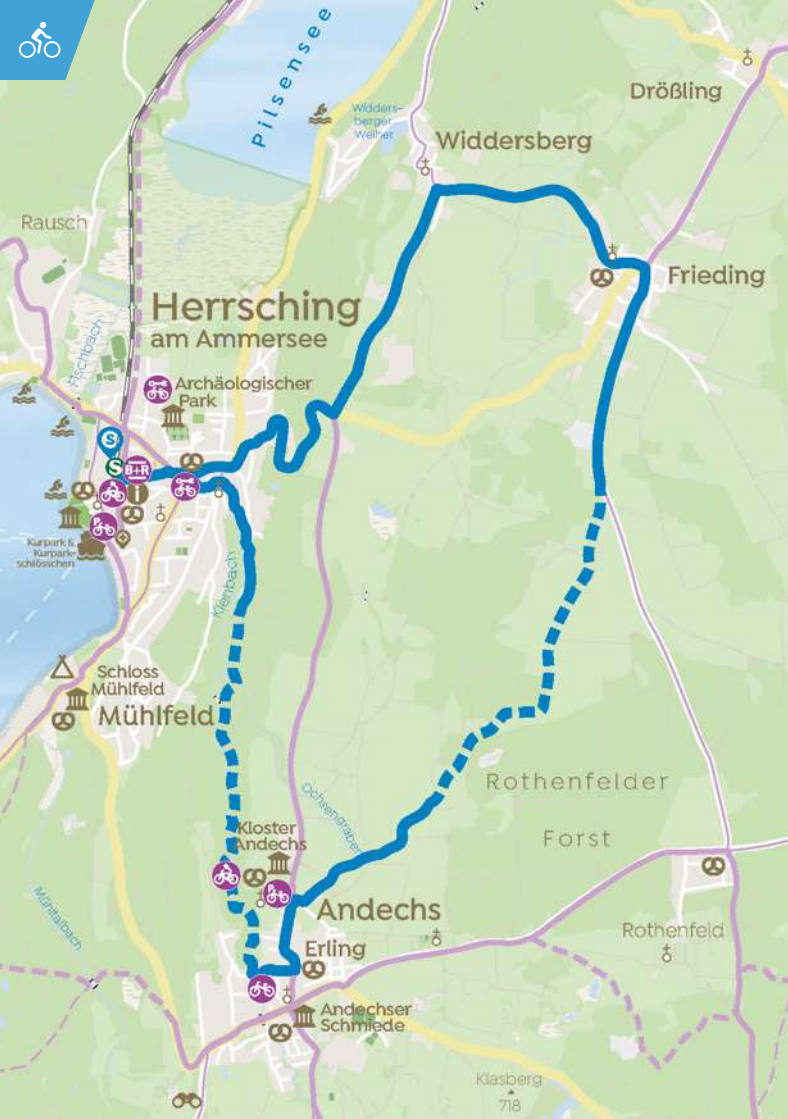 Pilsensee
Widders-
berger
Weiher
Drößling
Widdersberg
Rausch
Frieding
Herrsching
am Ammersee
Fischbach
Archäologischer
Park
S
S
B+R
i
P
Kurpark &
Kurpark-
schlösschen
Kienbach
Schloss
Mühlfeld
Mühlfeld
Rothenfelder
Forst
Ochsengraben
Kloster
Andechs
P
Andechs
Mühltalbach
Rothenfeld
Erling
Andechser
Schmiede
Klasberg
718